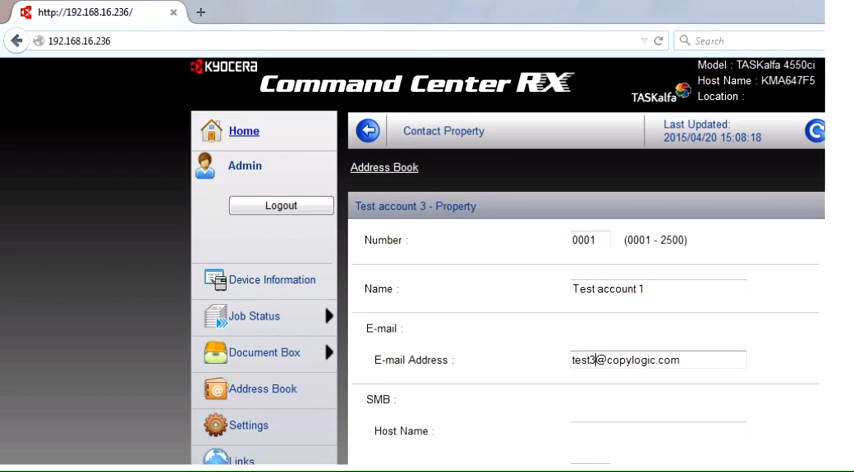 http://192.168.16.236/
192.168.16.236
Search
KYOCERA
Command Center RX
Model : TASKalfa 4550ci
Host Name : KMA647F5
Location :
TASKalfa
Home
Contact Property
Last Updated:
2015/04/20 15:08:18
Admin
Address Book
Logout
Test account 3 - Property
Number :
0001
(0001 - 2500)
Device Information
Name :
Test account 1
Job Status
E-mail :
Document Box
E-mail Address :
test3@copylogic.com
Address Book
SMB :
Settings
Host Name :
Links